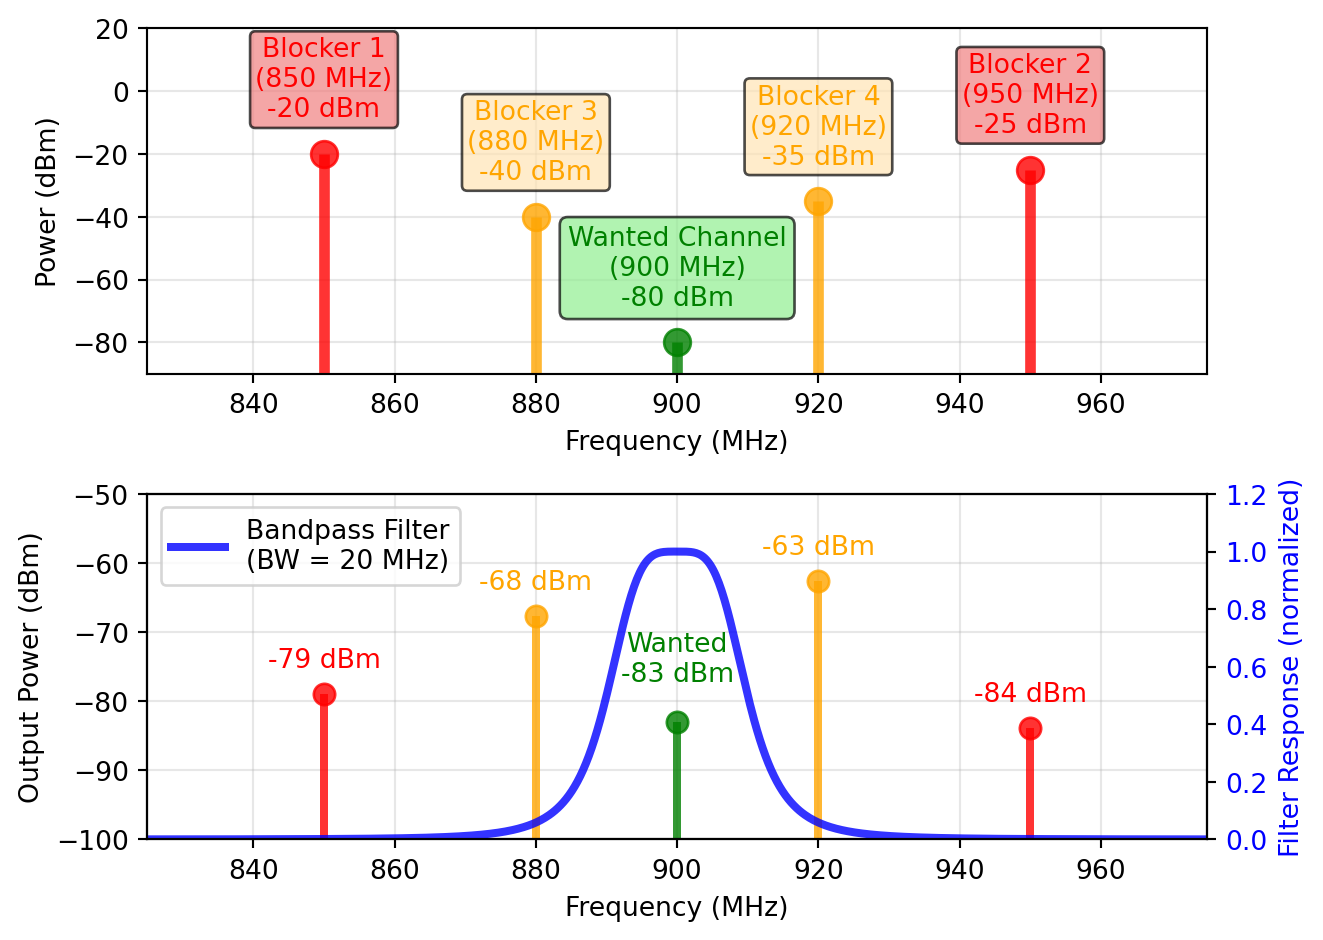 20
0
−20
−40
−60
−80
Power (dBm)
Blocker 1
(850 MHz)
-20 dBm
Blocker 3
(880 MHz)
-40 dBm
Wanted Channel
(900 MHz)
-80 dBm
Blocker 4
(920 MHz)
-35 dBm
Blocker 2
(950 MHz)
-25 dBm
840 860 880 900 920 940 960
Frequency (MHz)
−50
−60
−70
−80
−90
−100
Output Power (dBm)
Bandpass Filter
(BW = 20 MHz)
-79 dBm
-68 dBm
Wanted
-83 dBm
-63 dBm
-84 dBm
1.2
1.0
0.8
0.6
0.4
0.2
0.0
Filter Response (normalized)
840 860 880 900 920 940 960
Frequency (MHz)